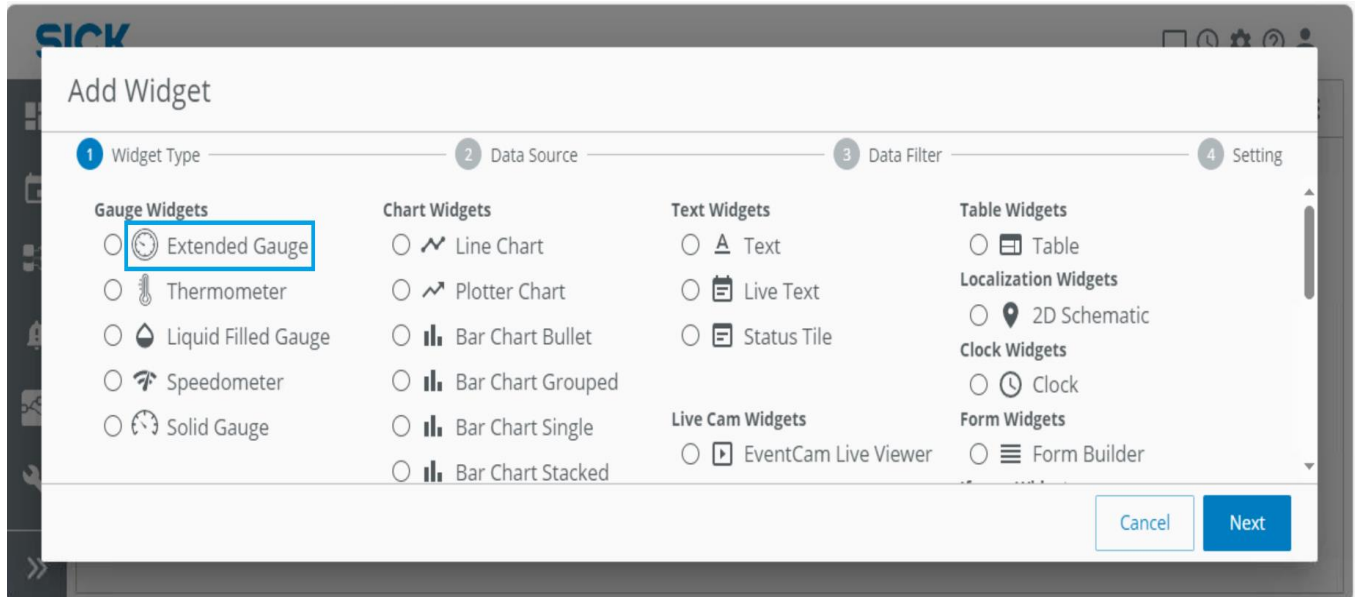 SICK
Add Widget
1 Widget Type
2 Data Source
3 Data Filter
4 Setting
Gauge Widgets
Extended Gauge
Thermometer
Liquid Filled Gauge
Speedometer
Solid Gauge
Chart Widgets
Line Chart
Plotter Chart
Bar Chart Bullet
Bar Chart Grouped
Bar Chart Single
Bar Chart Stacked
Text Widgets
A Text
Live Text
Status Tile
Live Cam Widgets
EventCam Live Viewer
Table Widgets
Table
Localization Widgets
2D Schematic
Clock Widgets
Clock
Form Widgets
Form Builder
Cancel
Next